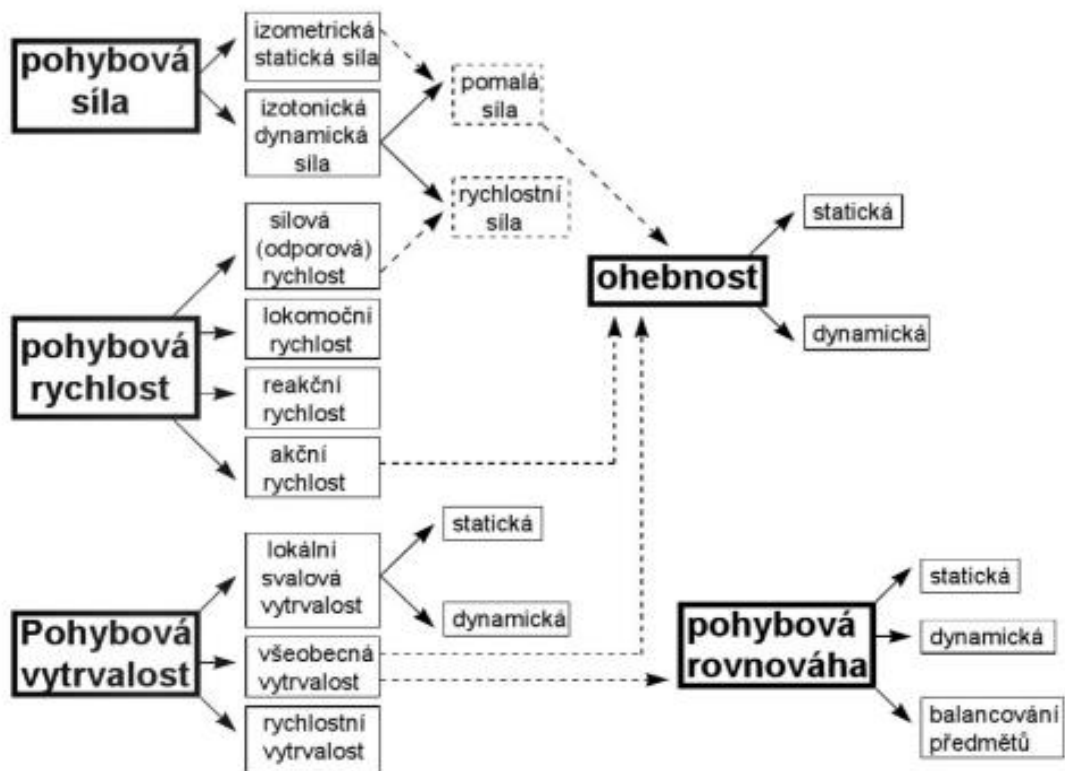 pohybová
síla
izometrická
statická síla
izotonická
dynamická
síla
pomalá
síla
rychlostní
síla
pohybová
rychlost
silová
(odporová)
rychlost
lokomoční
rychlost
reakční
rychlost
akční
rychlost
ohebnost
statická
dynamická
Pohybová
vytrvalost
lokální
svalová
vytrvalost
statická
dynamická
všeobecná
vytrvalost
rychlostní
vytrvalost
pohybová
rovnováha
statická
dynamická
balancování
předmětů